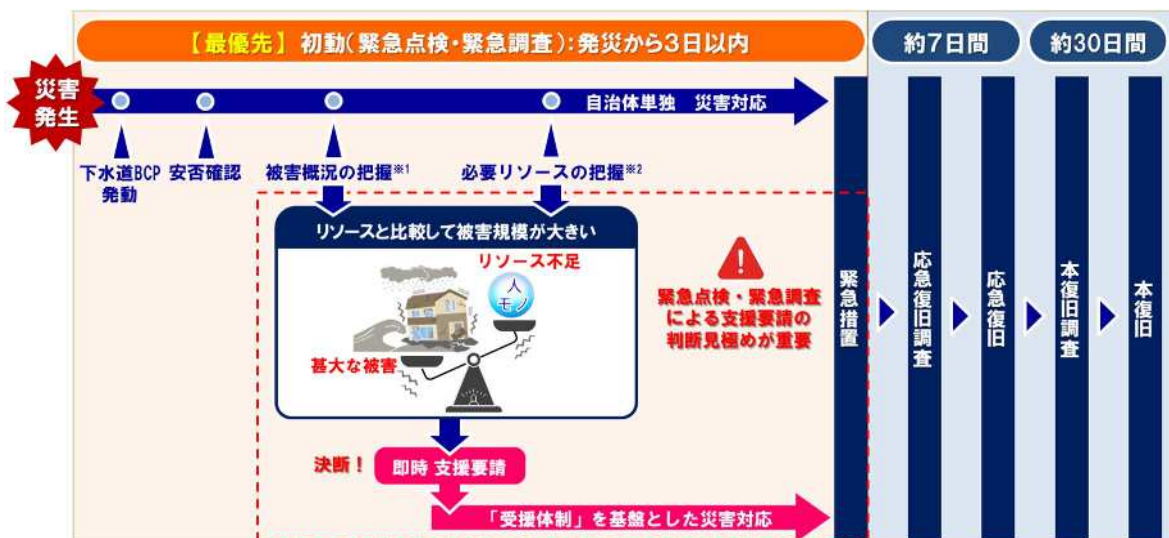 【最優先】初動(緊急点検・緊急調査):発災から3日以内
約7日間
約30日間
災害
発生
自治体単独 災害対応
下水道BCP
発動
安否確認
被害概況の把握※1
必要リソースの把握※2
リソースと比較して被害規模が大きい
リソース不足
人
モノ
甚大な被害
緊急点検・緊急調査
による支援要請の
判断見極めが重要
決断!
即時 支援要請
「受援体制」を基盤とした災害対応
緊急措置
応急復旧調査
応急復旧
本復旧調査
本復旧